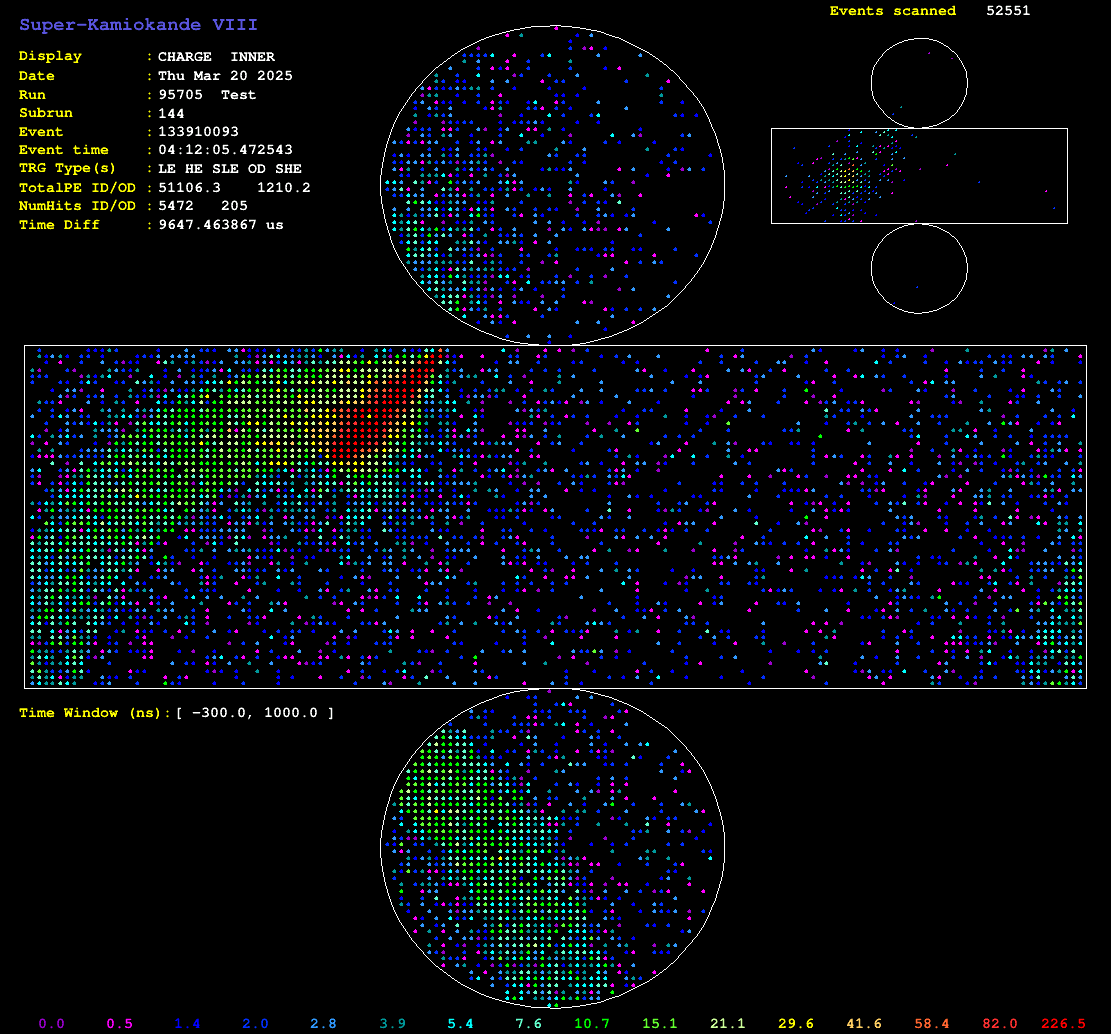 Super-Kamiokande VIII
Events scanned 52551
Display : CHARGE INNER
Date : Thu Mar 20 2025
Run : 95705 Test
Subrun : 144
Event : 133910093
Event time : 04:12:05.472543
TRG Type(s) : LE HE SLE OD SHE
TotalPE ID/OD : 51106.3 1210.2
NumHits ID/OD : 5472 205
Time Diff : 9647.463867 us
Time Window (ns):[ -300.0, 1000.0 ]
0.0 0.5 1.4 2.0 2.8 3.9 5.4 7.6 10.7 15.1 21.1 29.6 41.6 58.4 82.0 226.5